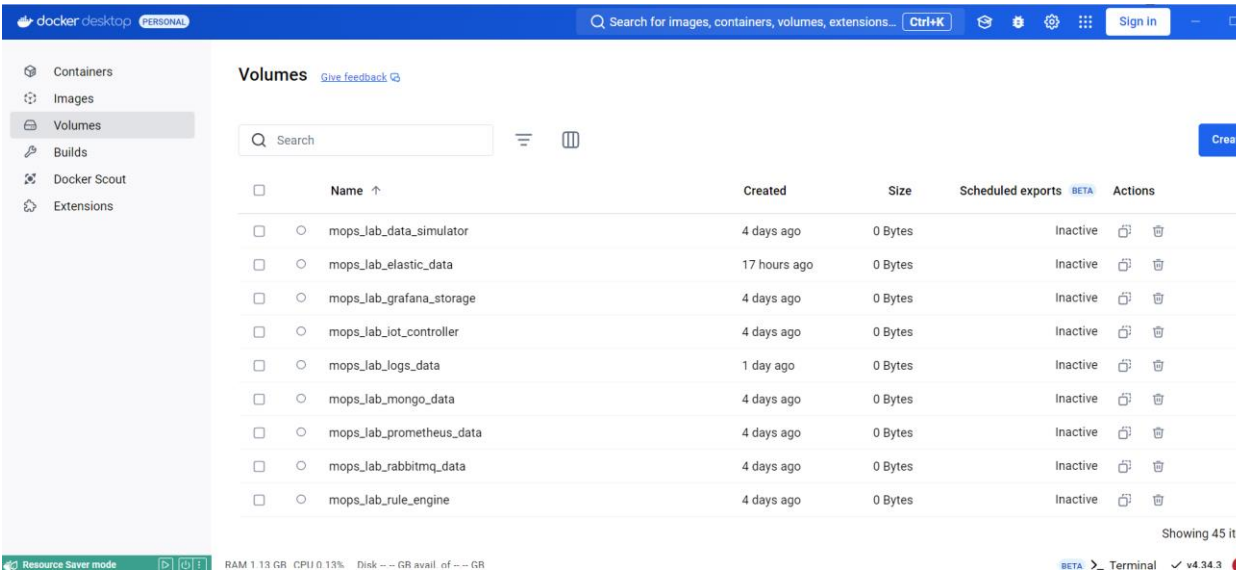 docker desktop PERSONAL
Search for images, containers, volumes, extensions... Ctrl+K
Sign in
Containers
Images
Volumes
Builds
Docker Scout
Extensions
Volumes Give feedback
Search
Crea
Name ↑ Created Size Scheduled exports BETA Actions
mops_lab_data_simulator 4 days ago 0 Bytes Inactive
mops_lab_elastic_data 17 hours ago 0 Bytes Inactive
mops_lab_grafana_storage 4 days ago 0 Bytes Inactive
mops_lab_iot_controller 4 days ago 0 Bytes Inactive
mops_lab_logs_data 1 day ago 0 Bytes Inactive
mops_lab_mongo_data 4 days ago 0 Bytes Inactive
mops_lab_prometheus_data 4 days ago 0 Bytes Inactive
mops_lab_rabbitmq_data 4 days ago 0 Bytes Inactive
mops_lab_rule_engine 4 days ago 0 Bytes Inactive
Showing 45 it
Resource Saver mode RAM 1.13 GB CPU 0.13% Disk -.-- GB avail. of -.-- GB BETA >_ Terminal ✓ v4.34.3